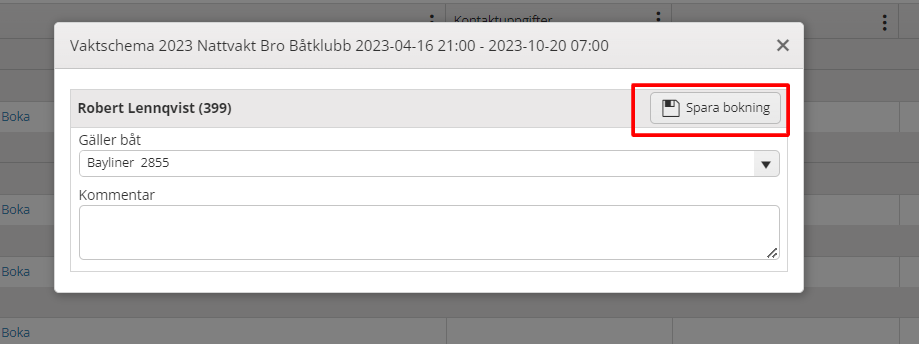 Kontaktuppgifter
Vaktschema 2023 Nattvakt Bro Båtklubb 2023-04-16 21:00 - 2023-10-20 07:00
Robert Lennqvist (399)
Spara bokning
Gäller båt
Bayliner 2855
Kommentar
Boka
Boka
Boka
Boka